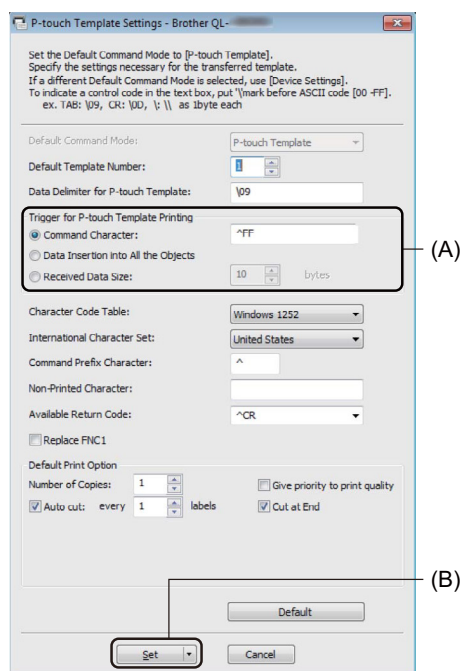 P-touch Template Settings - Brother QL-
Set the Default Command Mode to [P-touch Template].
Specify the settings necessary for the transferred template.
If a different Default Command Mode is selected, use [Device Settings].
To indicate a control code in the text box, put '\'mark before ASCII code [00 -FF].
ex. TAB: \09, CR: \0D, \: \\ as 1byte each
Default Command Mode: P-touch Template
Default Template Number: 1
Data Delimiter for P-touch Template: \09
Trigger for P-touch Template Printing
Command Character: ^FF
(A)
Data Insertion into All the Objects
Received Data Size: 10 bytes
Character Code Table: Windows 1252
International Character Set: United States
Command Prefix Character: ^
Non-Printed Character:
Available Return Code: ^CR
Replace FNC1
Default Print Option
Number of Copies: 1 Give priority to print quality
Auto cut: every 1 labels Cut at End
(B)
Default
Set Cancel